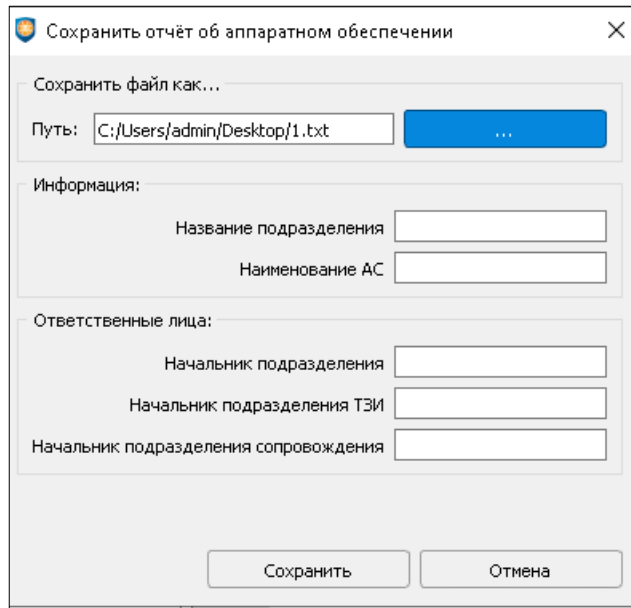 Сохранить отчёт об аппаратном обеспечении
Сохранить файл как...
Путь: C:/Users/admin/Desktop/1.txt ...
Информация:
Название подразделения
Наименование АС
Ответственные лица:
Начальник подразделения
Начальник подразделения ТЗИ
Начальник подразделения сопровождения
Сохранить Отмена